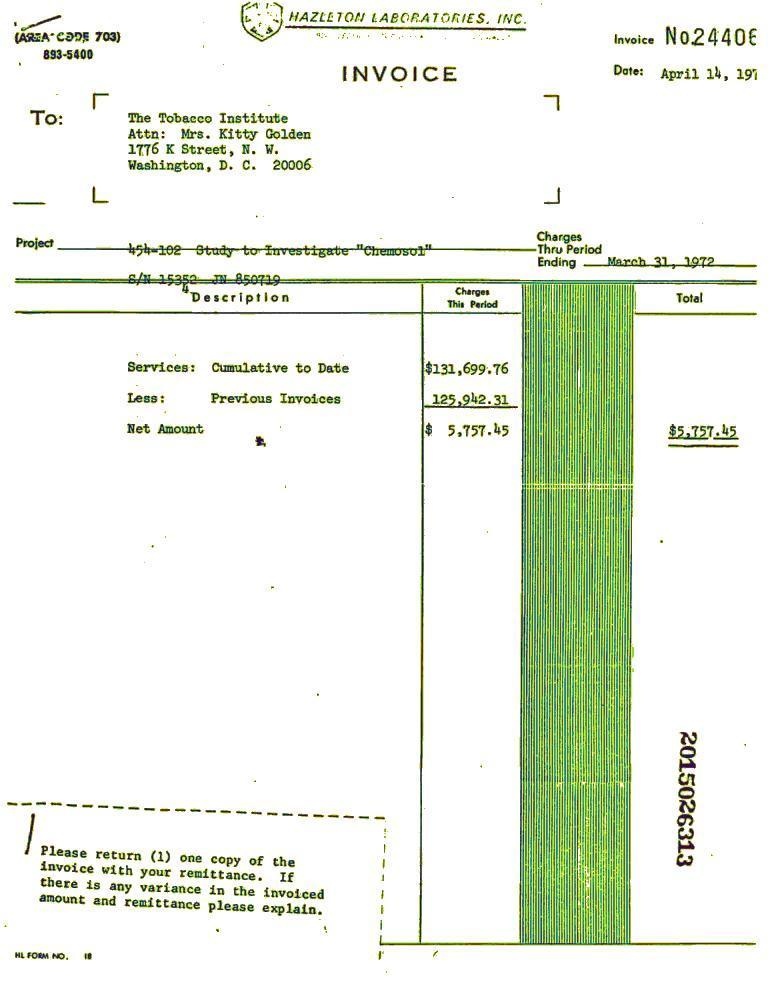 HAZLETON LABORATORIES, INC.
(AREA CODE 703)
893-5400
Invoice No. 24406
Date: April 14, 197
INVOICE
To:
The Tobacco Institute
Attn: Mrs. Kitty Golden
1776 K Street, N. W.
Washington, D. C. 20006
Project 454-102 Study to Investigate "Chemosol"
Charges
Thru Period
Ending March 31, 1972
S/N 15352 JN 850719
4
Description Charges This Period Total
Services: Cumulative to Date $131,699.76
Less: Previous Invoices 125,942.31
Net Amount $ 5,757.45 $5,757.45
2015026313
Please return (1) one copy of the
invoice with your remittance. If
there is any variance in the invoiced
amount and remittance please explain.
HL FORM NO. 18